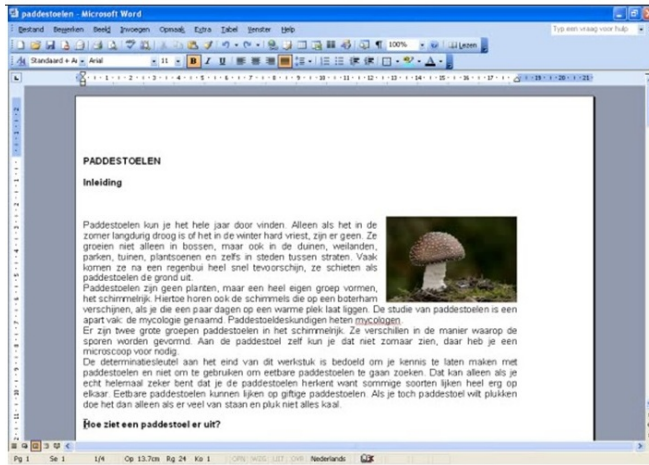 paddestoelen - Microsoft Word
Bestand Bewerken Beeld Invoegen Opmaak Extra Tabel Venster Help
Typ een vraag voor hulp
100% Lezen
Standaard + A Arial 11 B I U
PADDESTOELEN
Inleiding
Paddestoelen kun je het hele jaar door vinden. Alleen als het in de
zomer langdurig droog is of het in de winter hard vriest, zijn er geen. Ze
groeien niet alleen in bossen, maar ook in de duinen, weilanden,
parken, tuinen, plantsoenen en zelfs in steden tussen straten. Vaak
komen ze na een regenbui heel snel tevoorschijn, ze schieten als
paddestoelen de grond uit.
Paddestoelen zijn geen planten, maar een heel eigen groep vormen,
het schimmelrijk. Hiertoe horen ook de schimmels die op een boterham
verschijnen, als je die een paar dagen op een warme plek laat liggen. De studie van paddestoelen is een
apart vak: de mycologie genaamd. Paddestoeldeskundigen heten mycologen.
Er zijn twee grote groepen paddestoelen in het schimmelrijk. Ze verschillen in de manier waarop de
sporen worden gevormd. Aan de paddestoel zelf kun je dat niet zomaar zien, daar heb je een
microscoop voor nodig.
De determinatiesleutel aan het eind van dit werkstuk is bedoeld om je kennis te laten maken met
paddestoelen en niet om te gebruiken om eetbare paddestoelen te gaan zoeken. Dat kan alleen als je
echt helemaal zeker bent dat je de paddestoelen herkent want sommige soorten lijken heel erg op
elkaar. Eetbare paddestoelen kunnen lijken op giftige paddestoelen. Als je toch paddestoel wilt plukken
doe het dan alleen als er veel van staan en pluk niet alles kaal.
Hoe ziet een paddestoel er uit?
Pg 1 Se 1 1/4 Op 13.7cm Rg 24 Ko 1 Nederlands